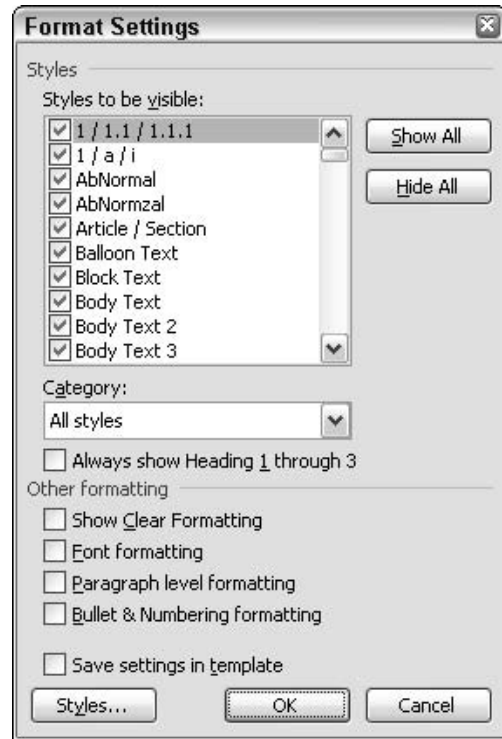 Format Settings
Styles
Styles to be visible:
1 / 1.1 / 1.1.1
1 / a / i
AbNormal
AbNormzal
Article / Section
Balloon Text
Block Text
Body Text
Body Text 2
Body Text 3
Show All
Hide All
Category:
All styles
Always show Heading 1 through 3
Other formatting
Show Clear Formatting
Font formatting
Paragraph level formatting
Bullet & Numbering formatting
Save settings in template
Styles... OK Cancel